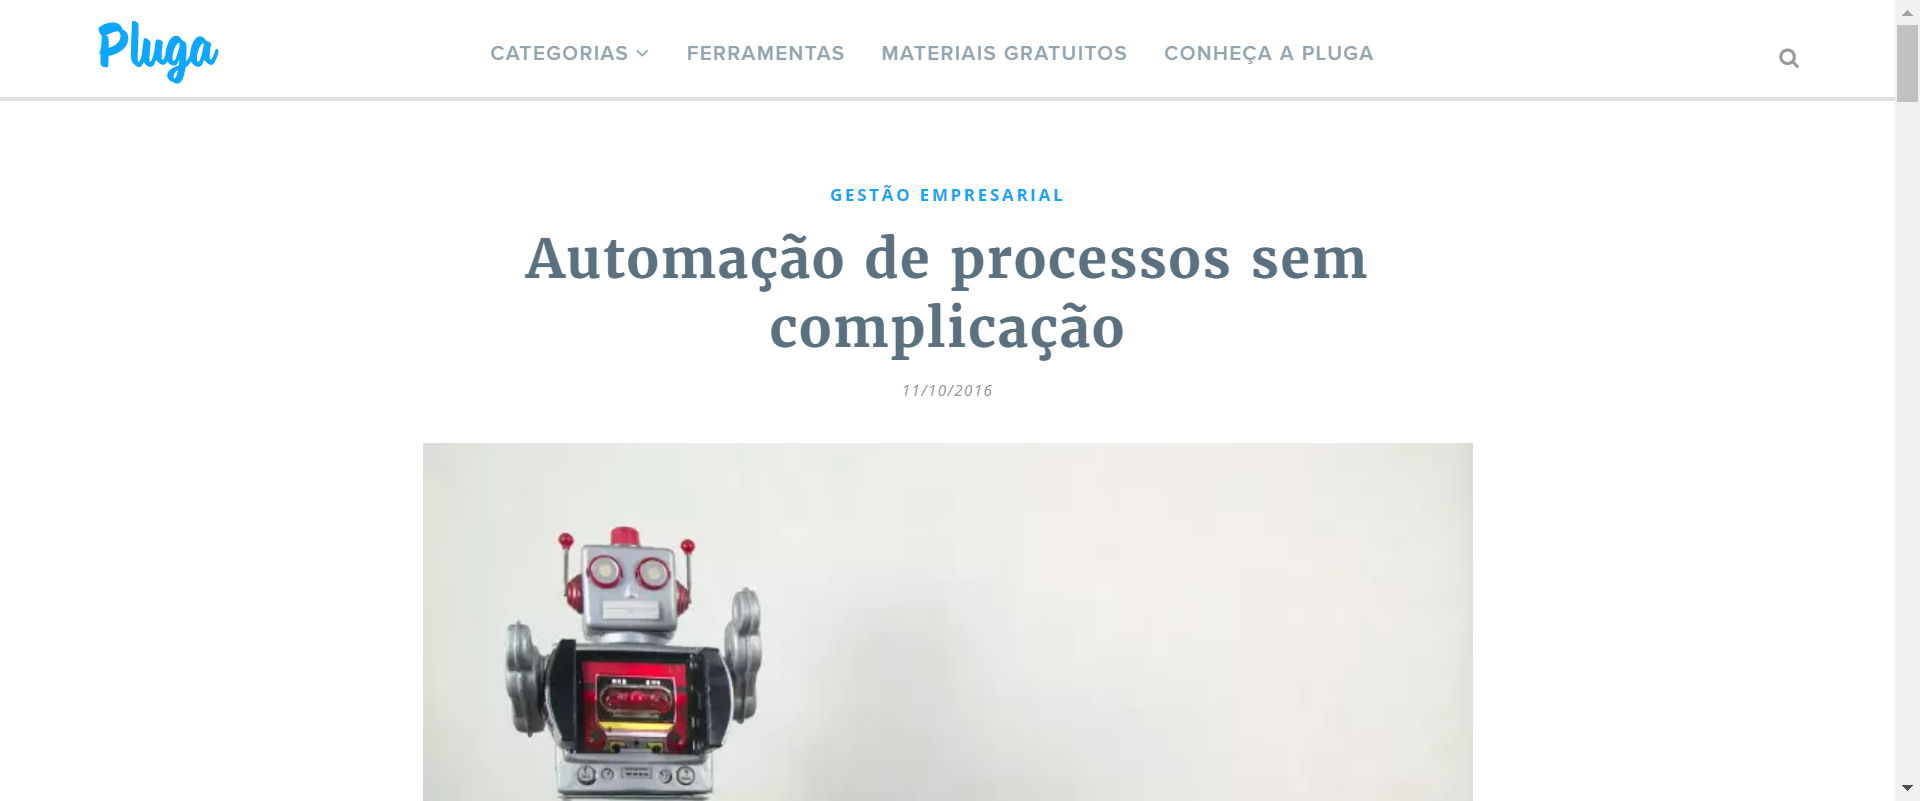 Pluga
CATEGORIAS
FERRAMENTAS
MATERIAIS GRATUITOS
CONHEÇA A PLUGA
GESTÃO EMPRESARIAL
Automação de processos sem
complicação
11/10/2016